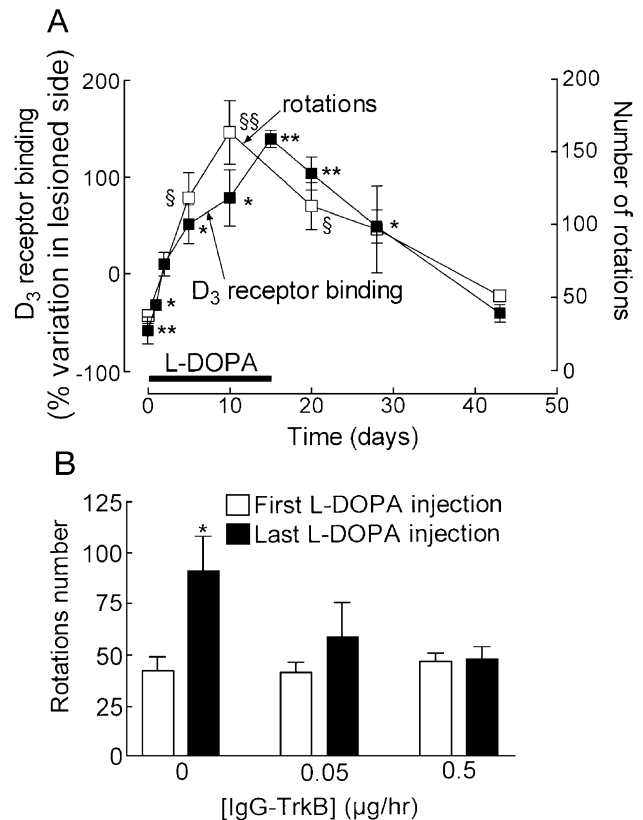 A
D3 receptor binding
(% variation in lesioned side)
200
100
0
-100
§
§§
rotations
**
**
*
*
§
*
*
**
D3 receptor binding
L-DOPA
200
150
100
50
0
Number of rotations
0 10 20 30 40 50
Time (days)
B
Rotations number
125
100
75
50
25
0
*
First L-DOPA injection
Last L-DOPA injection
0 0.05 0.5
[IgG-TrkB] (µg/hr)